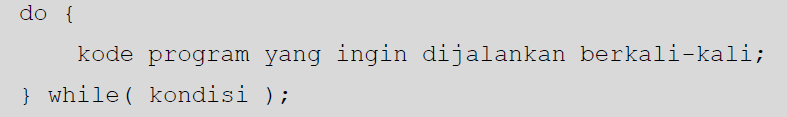 do {
    kode program yang ingin dijalankan berkali-kali;
} while( kondisi );